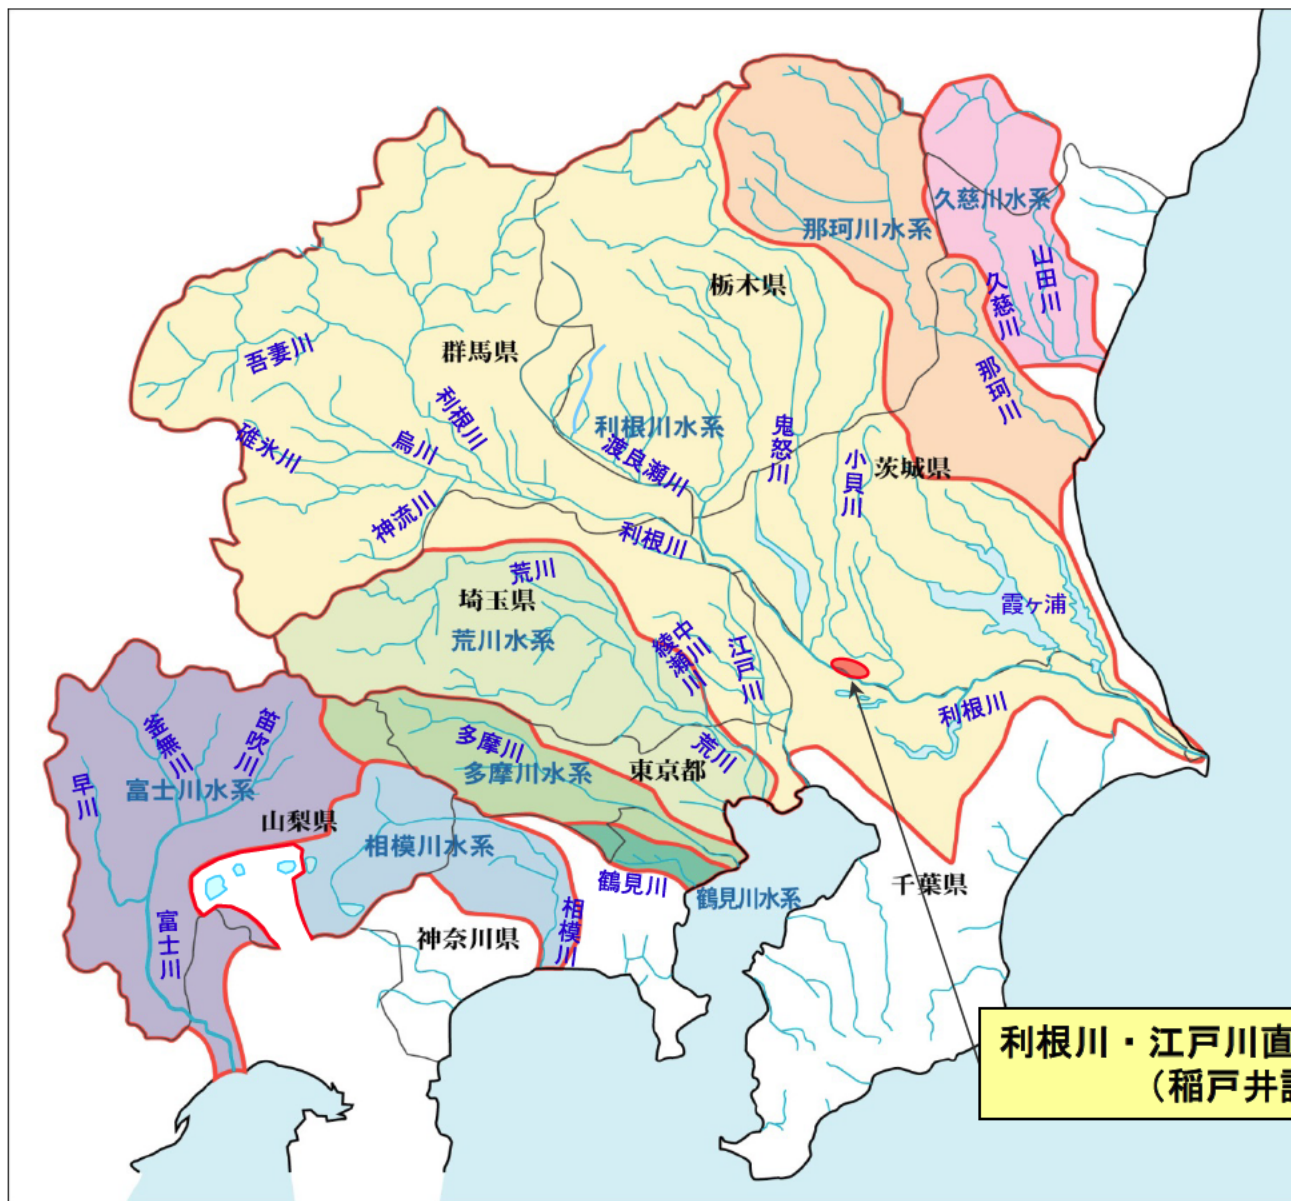 久慈川水系
那珂川水系
山田川
久慈川
栃木県
群馬県
吾妻川
那珂川
利根川
利根川水系
鬼怒川
碓氷川
烏川
渡良瀬川
小貝川
茨城県
神流川
利根川
荒川
埼玉県
荒川水系
霞ヶ浦
綾瀬川
中川
江戸川
利根川
釜無川
笛吹川
早川
富士川水系
多摩川
多摩川水系
東京都
荒川
山梨県
相模川水系
鶴見川
鶴見川水系
千葉県
富士川
神奈川県
相模川
利根川・江戸川直
（稲戸井調